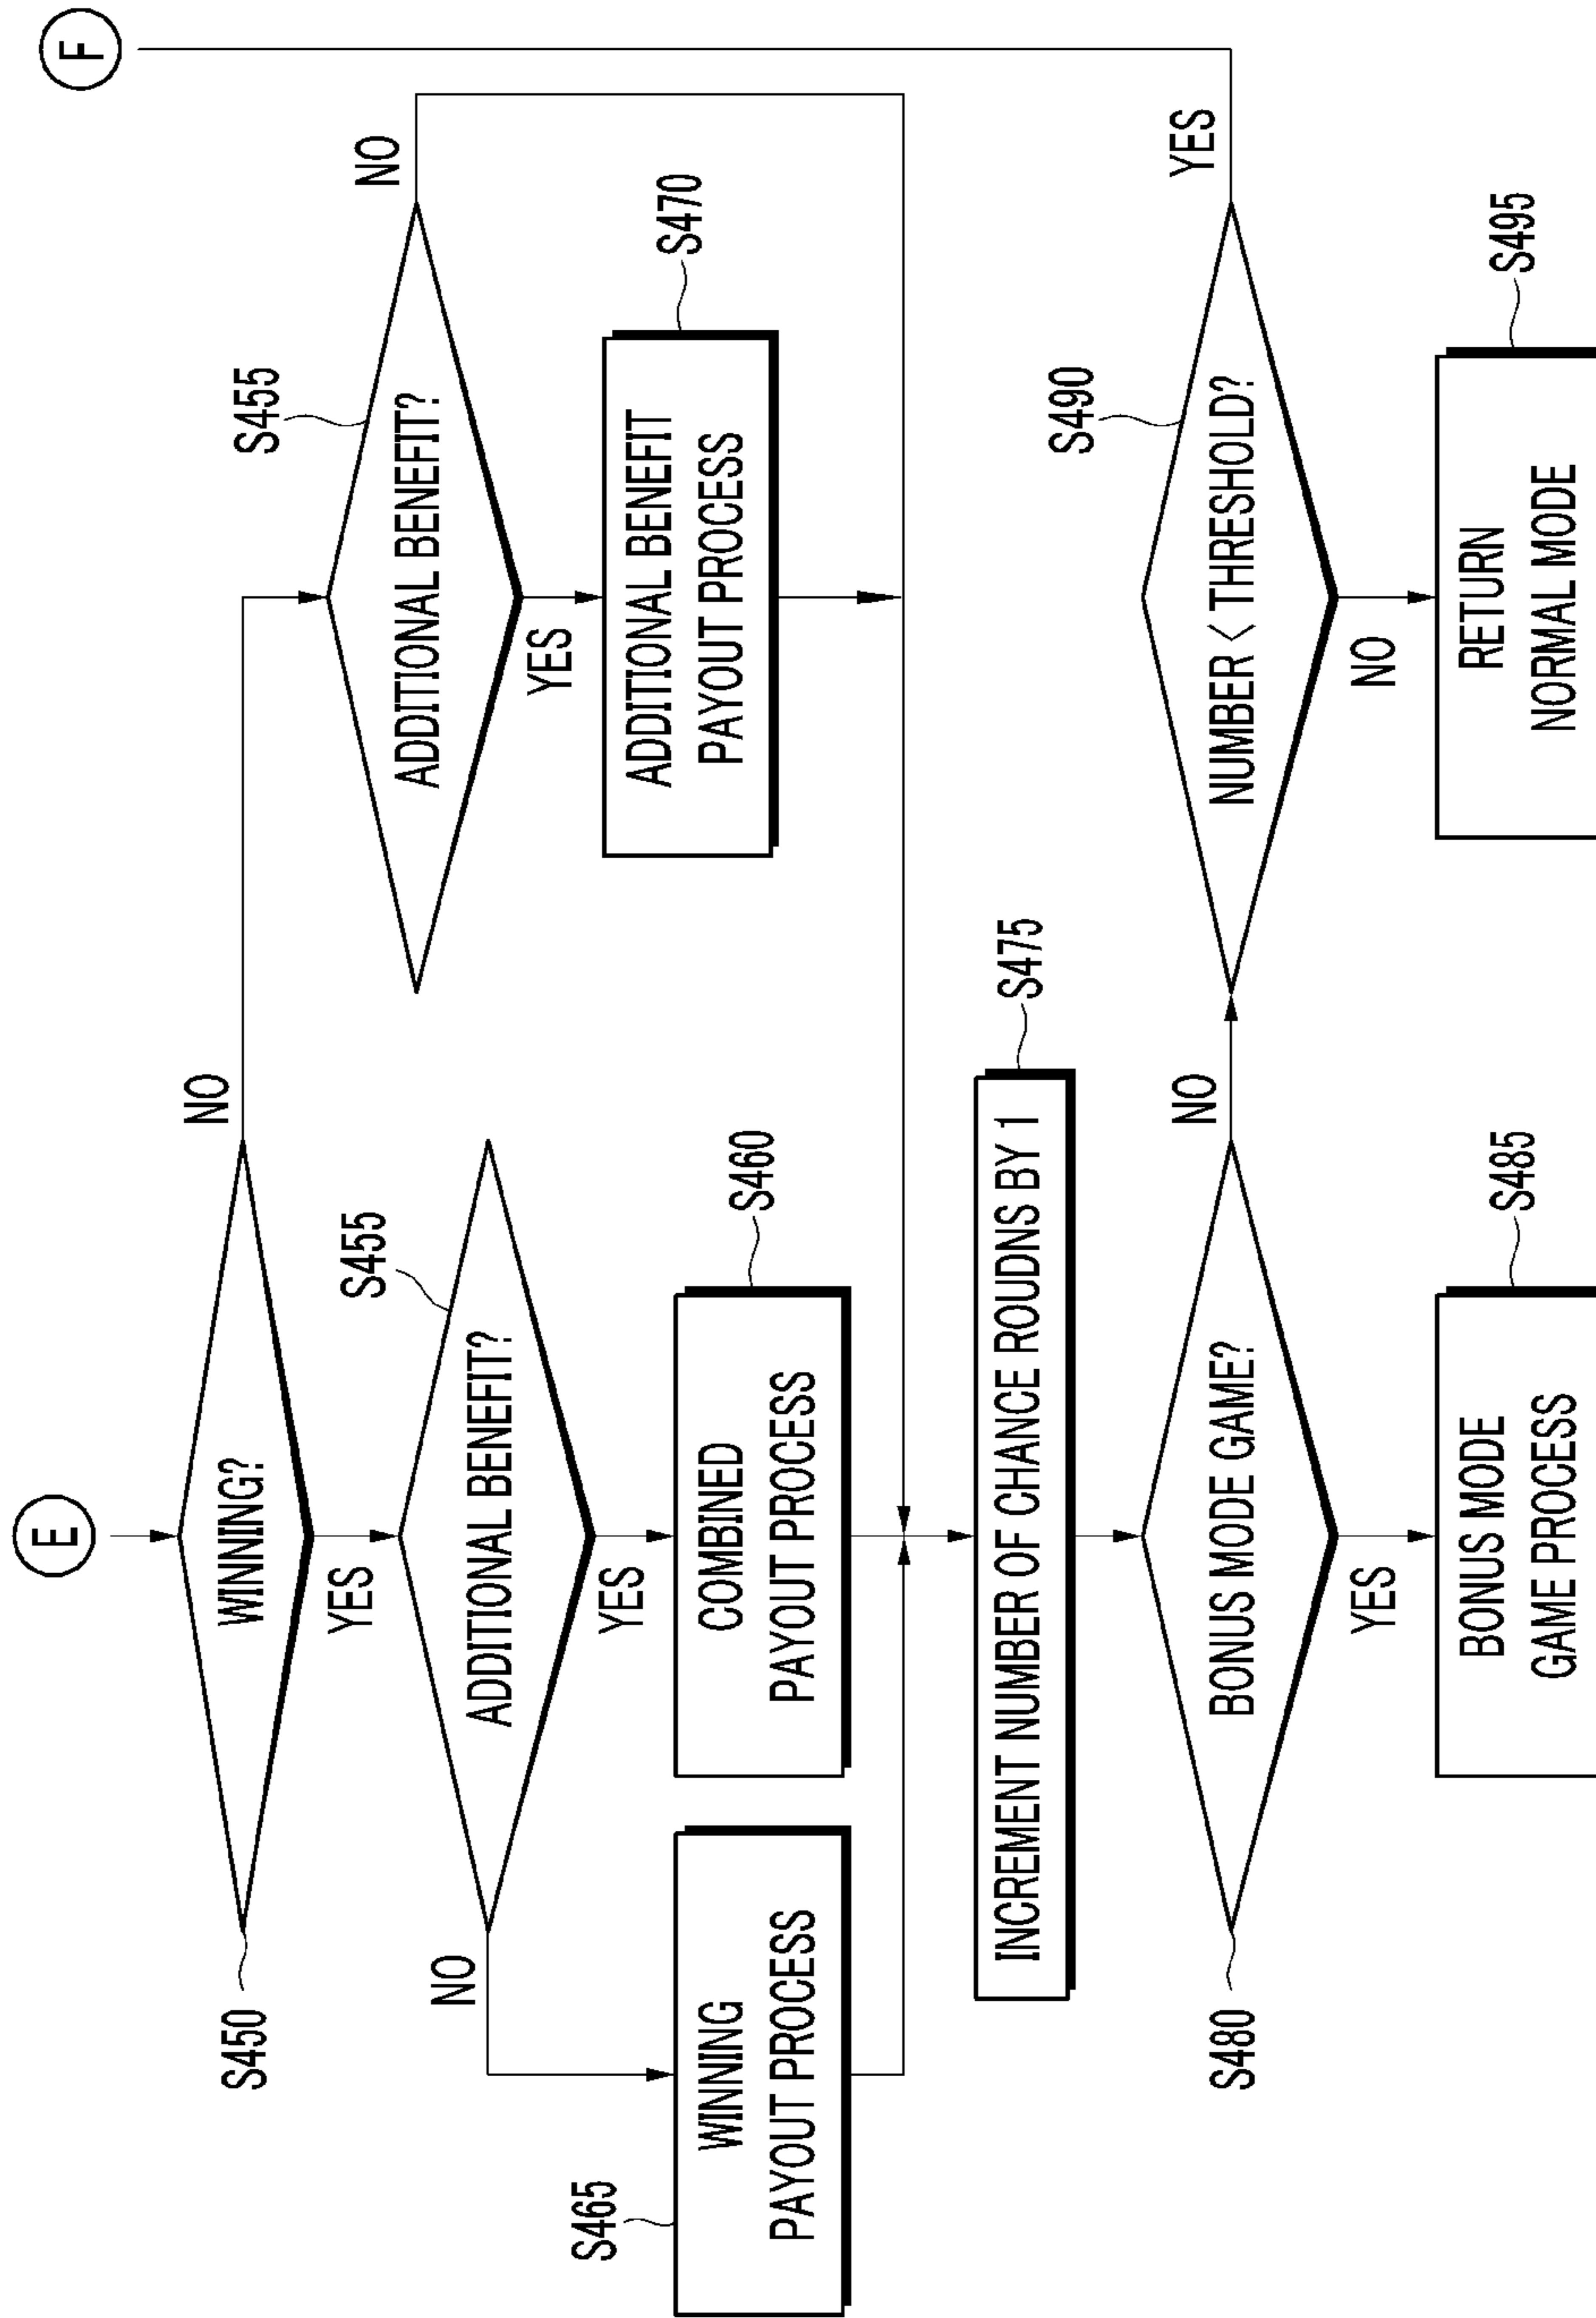 E
F
S450
WINNING?
NO
YES
S455
ADDITIONAL BENEFIT?
NO
S455
ADDITIONAL BENEFIT?
NO
YES
YES
S465
WINNING
PAYOUT PROCESS
COMBINED
PAYOUT PROCESS
S460
ADDITIONAL BENEFIT
PAYOUT PROCESS
S470
INCREMENT NUMBER OF CHANCE ROUDNS BY 1
S475
S480
BONUS MODE GAME?
NO
S490
NUMBER < THRESHOLD?
YES
YES
NO
BONUS MODE
GAME PROCESS
S485
RETURN
NORMAL MODE
S495